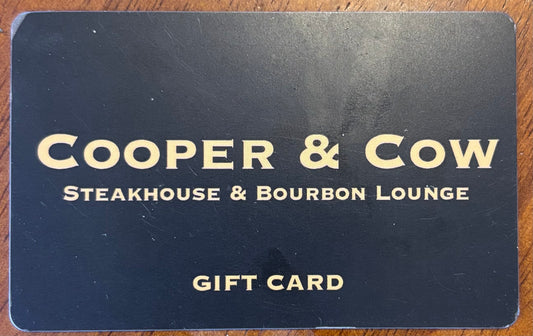 COOPER & COW
STEAKHOUSE & BOURBON LOUNGE
GIFT CARD